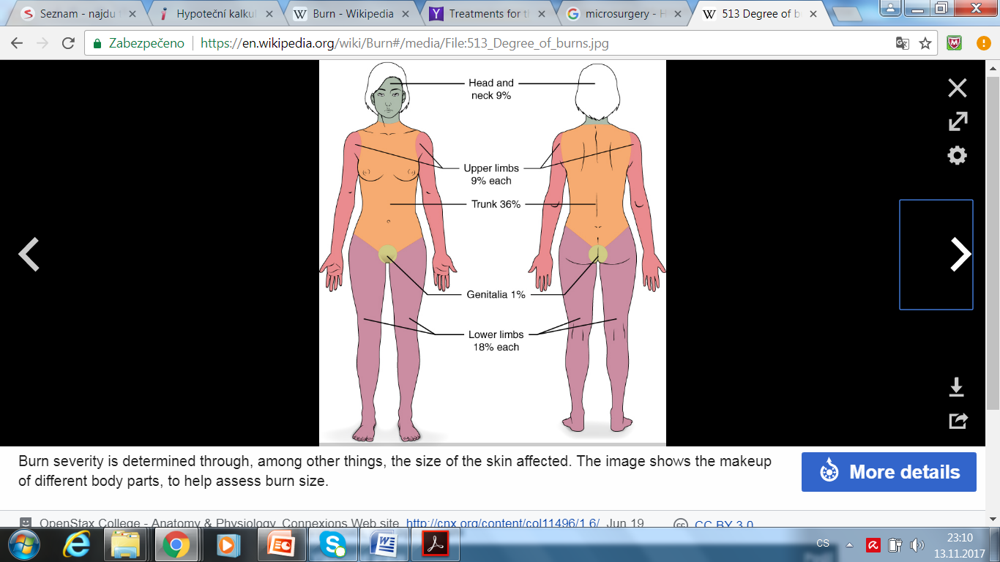 Seznam - najdu t
Hypoteční kalkul
Burn - Wikipedia
Treatments for th
microsurgery - H
513 Degree of bu
Zabezpečeno
https://en.wikipedia.org/wiki/Burn#/media/File:513_Degree_of_burns.jpg
Head and
neck 9%
Upper limbs
9% each
Trunk 36%
Genitalia 1%
Lower limbs
18% each
Burn severity is determined through, among other things, the size of the skin affected. The image shows the makeup
of different body parts, to help assess burn size.
More details
OpenStax College - Anatomy & Physiology, Connexions Web site. http://cnx.org/content/col11496/1.6/, Jun 19
CC BY 3.0
CS
23:10
13.11.2017